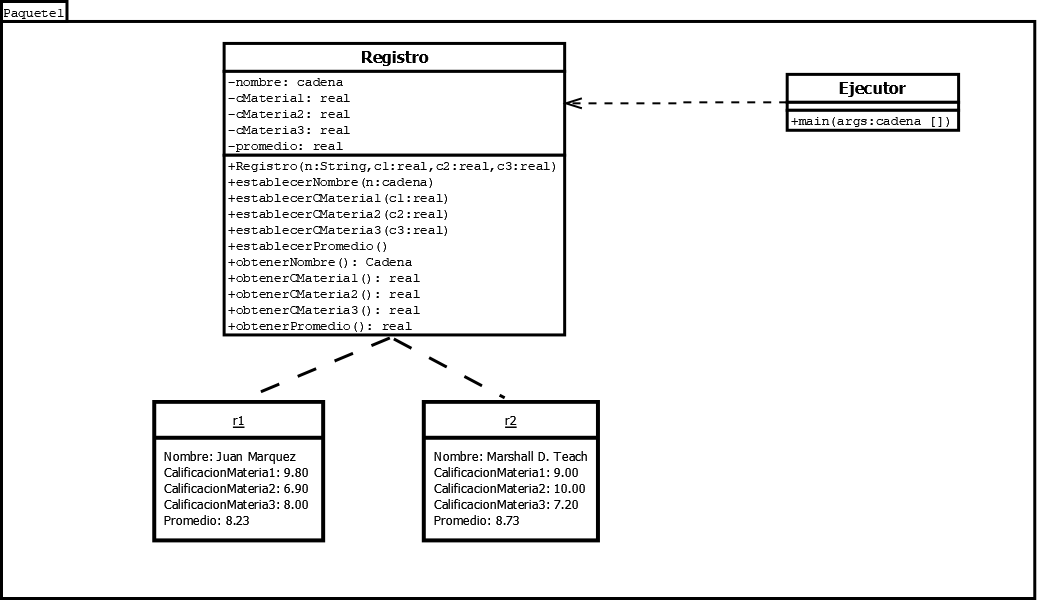 Paquete1
Registro
-nombre: cadena
-cMateria1: real
-cMateria2: real
-cMateria3: real
-promedio: real
+Registro(n:String,c1:real,c2:real,c3:real)
+establecerNombre(n:cadena)
+establecerCMateria1(c1:real)
+establecerCMateria2(c2:real)
+establecerCMateria3(c3:real)
+establecerPromedio()
+obtenerNombre(): Cadena
+obtenerCMateria1(): real
+obtenerCMateria2(): real
+obtenerCMateria3(): real
+obtenerPromedio(): real
Ejecutor
+main(args:cadena [])
r1
Nombre: Juan Marquez
CalificacionMateria1: 9.80
CalificacionMateria2: 6.90
CalificacionMateria3: 8.00
Promedio: 8.23
r2
Nombre: Marshall D. Teach
CalificacionMateria1: 9.00
CalificacionMateria2: 10.00
CalificacionMateria3: 7.20
Promedio: 8.73